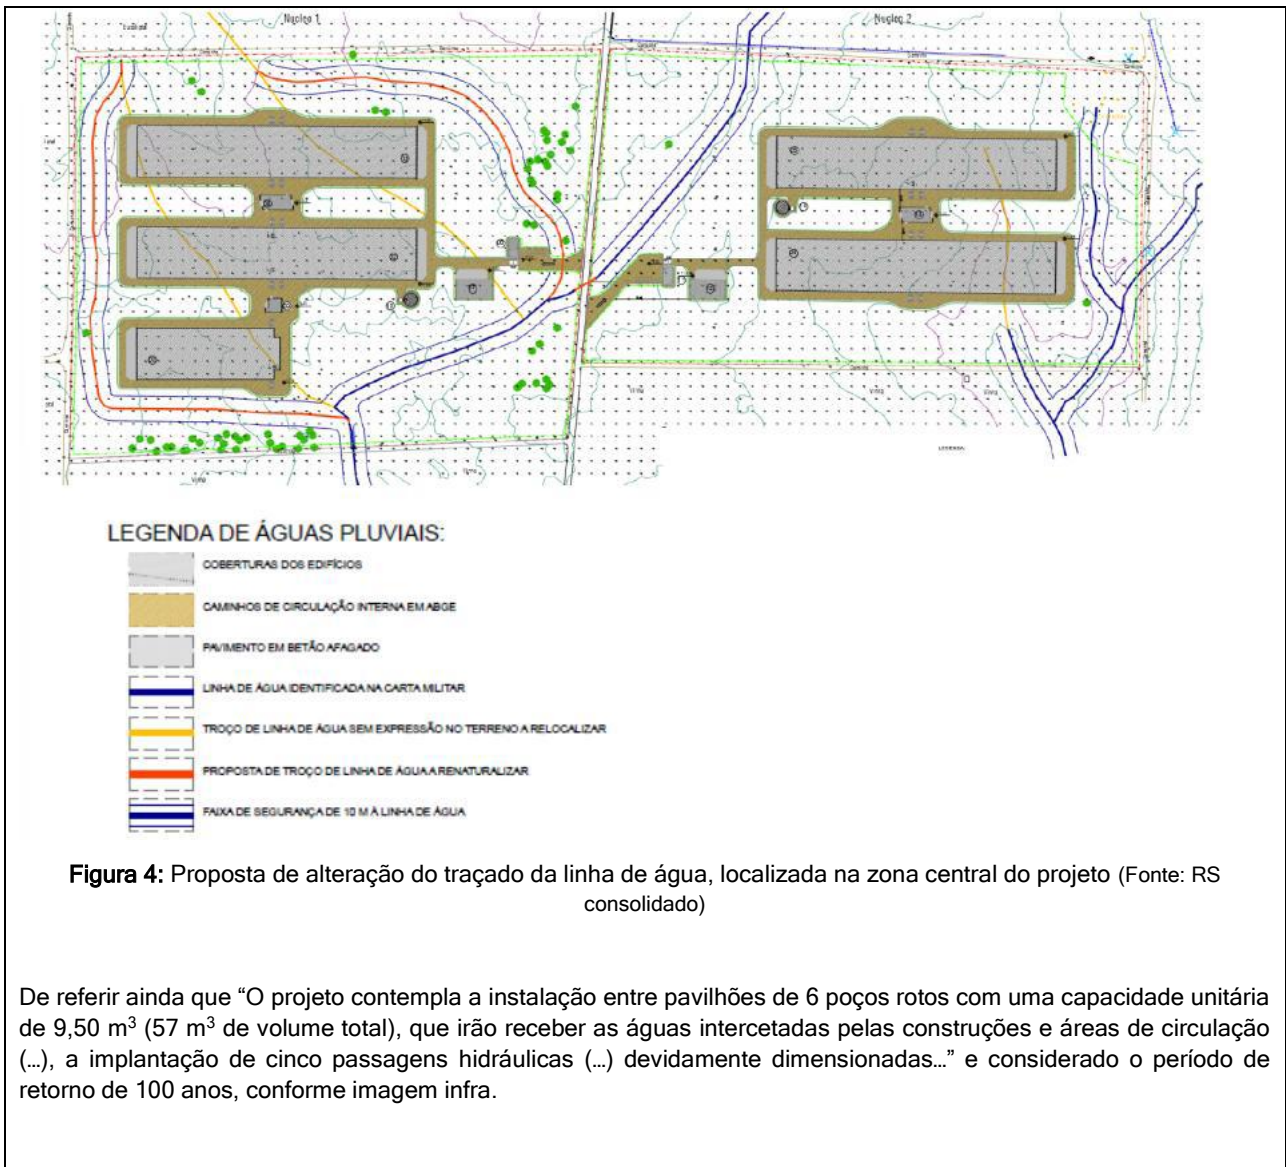 Núcleo 1
Núcleo 2
LEGENDA
LEGENDA DE ÁGUAS PLUVIAIS:
COBERTURAS DOS EDIFÍCIOS
CAMINHOS DE CIRCULAÇÃO INTERNA EM ABGE
PAVIMENTO EM BETÃO AFAGADO
LINHA DE ÁGUA IDENTIFICADA NA CARTA MILITAR
TROÇO DE LINHA DE ÁGUA SEM EXPRESSÃO NO TERRENO A RELOCALIZAR
PROPOSTA DE TROÇO DE LINHA DE ÁGUA A RENATURALIZAR
FAIXA DE SEGURANÇA DE 10 M À LINHA DE ÁGUA
Figura 4: Proposta de alteração do traçado da linha de água, localizada na zona central do projeto (Fonte: RS
consolidado)
De referir ainda que “O projeto contempla a instalação entre pavilhões de 6 poços rotos com uma capacidade unitária
de 9,50 m³ (57 m³ de volume total), que irão receber as águas intercetadas pelas construções e áreas de circulação
(…), a implantação de cinco passagens hidráulicas (…) devidamente dimensionadas…” e considerado o período de
retorno de 100 anos, conforme imagem infra.